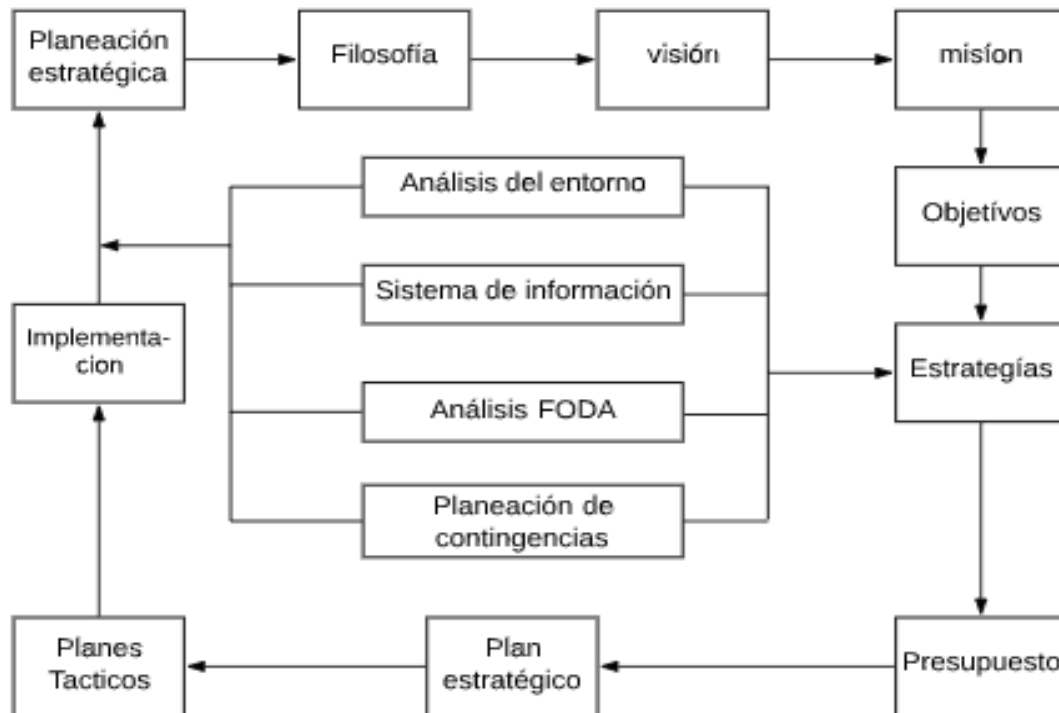 Planeación
estratégica
Filosofía
visión
misíon
Análisis del entorno
Objetívos
Sistema de información
Implementa-
cion
Estrategías
Análisis FODA
Planeación de
contingencias
Planes
Tacticos
Plan
estratégico
Presupuesto